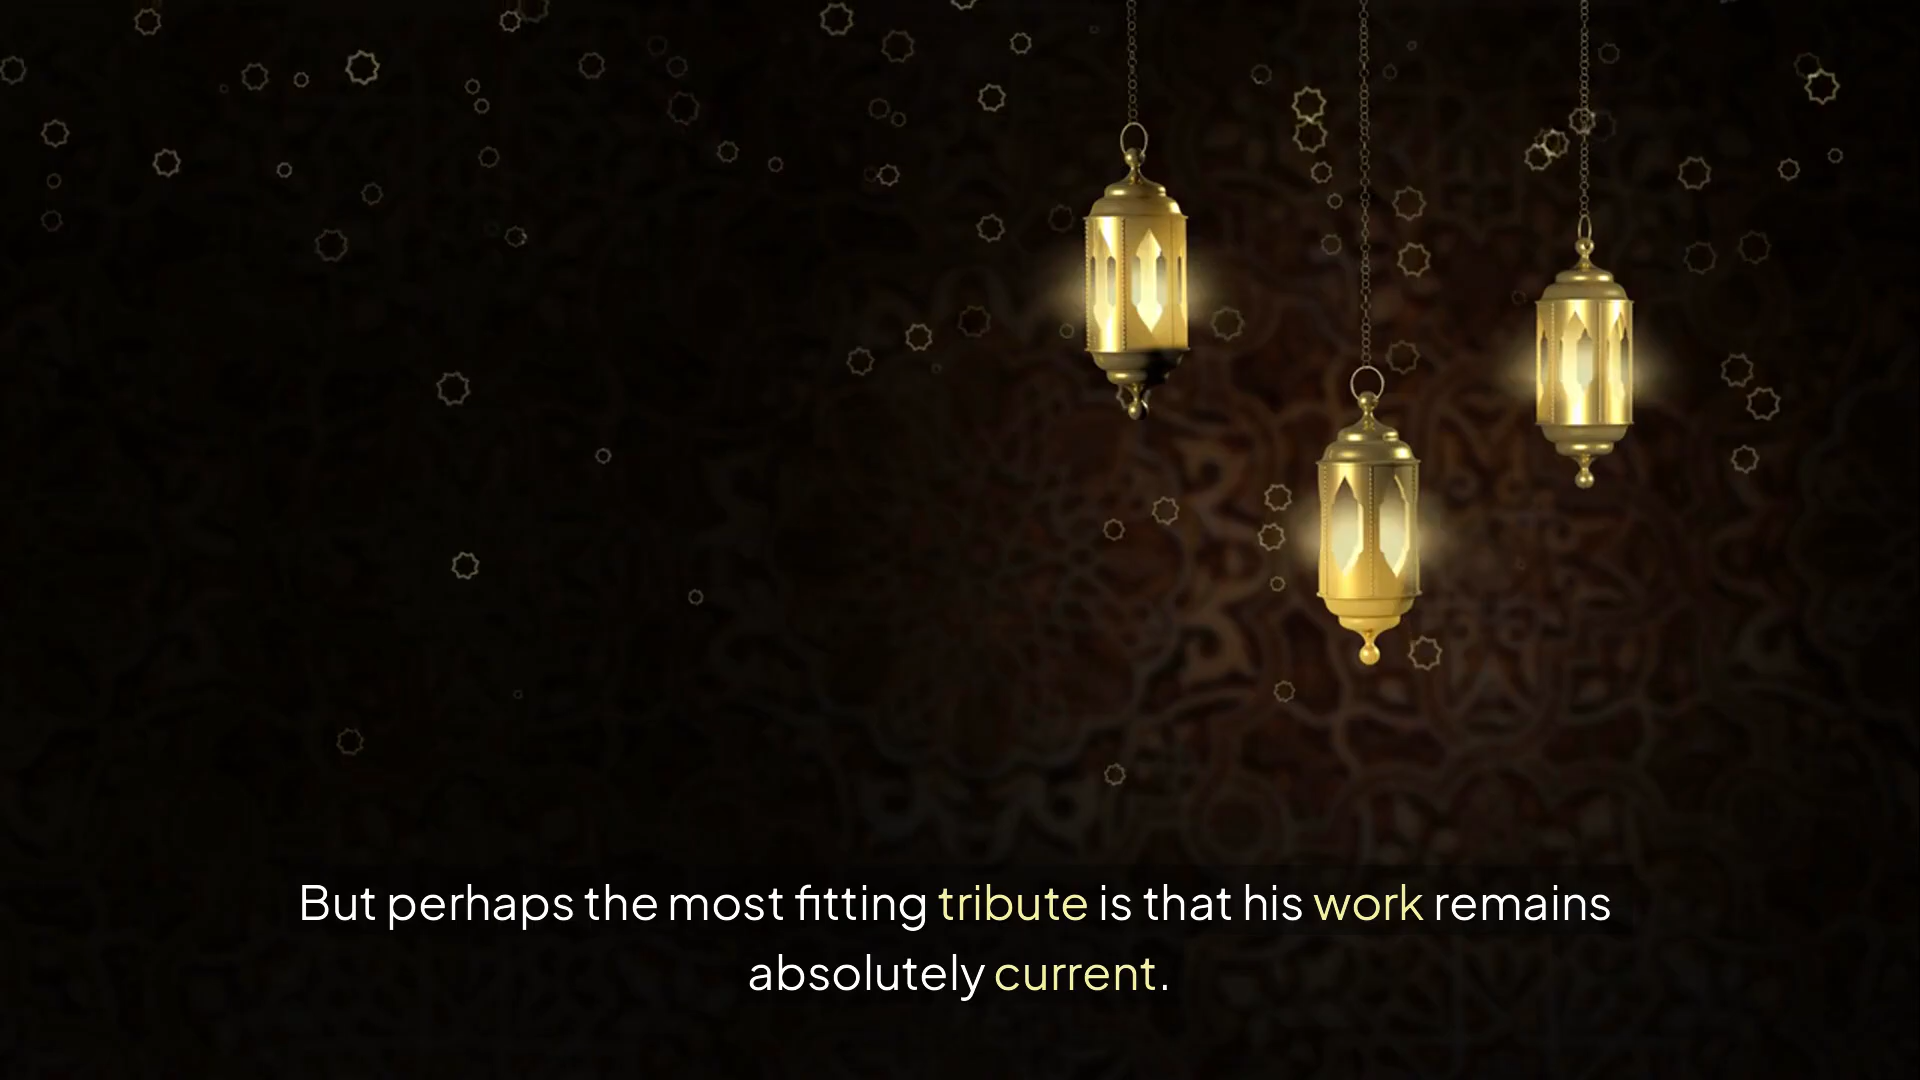 But perhaps the most fitting tribute is that his work remains
absolutely current.